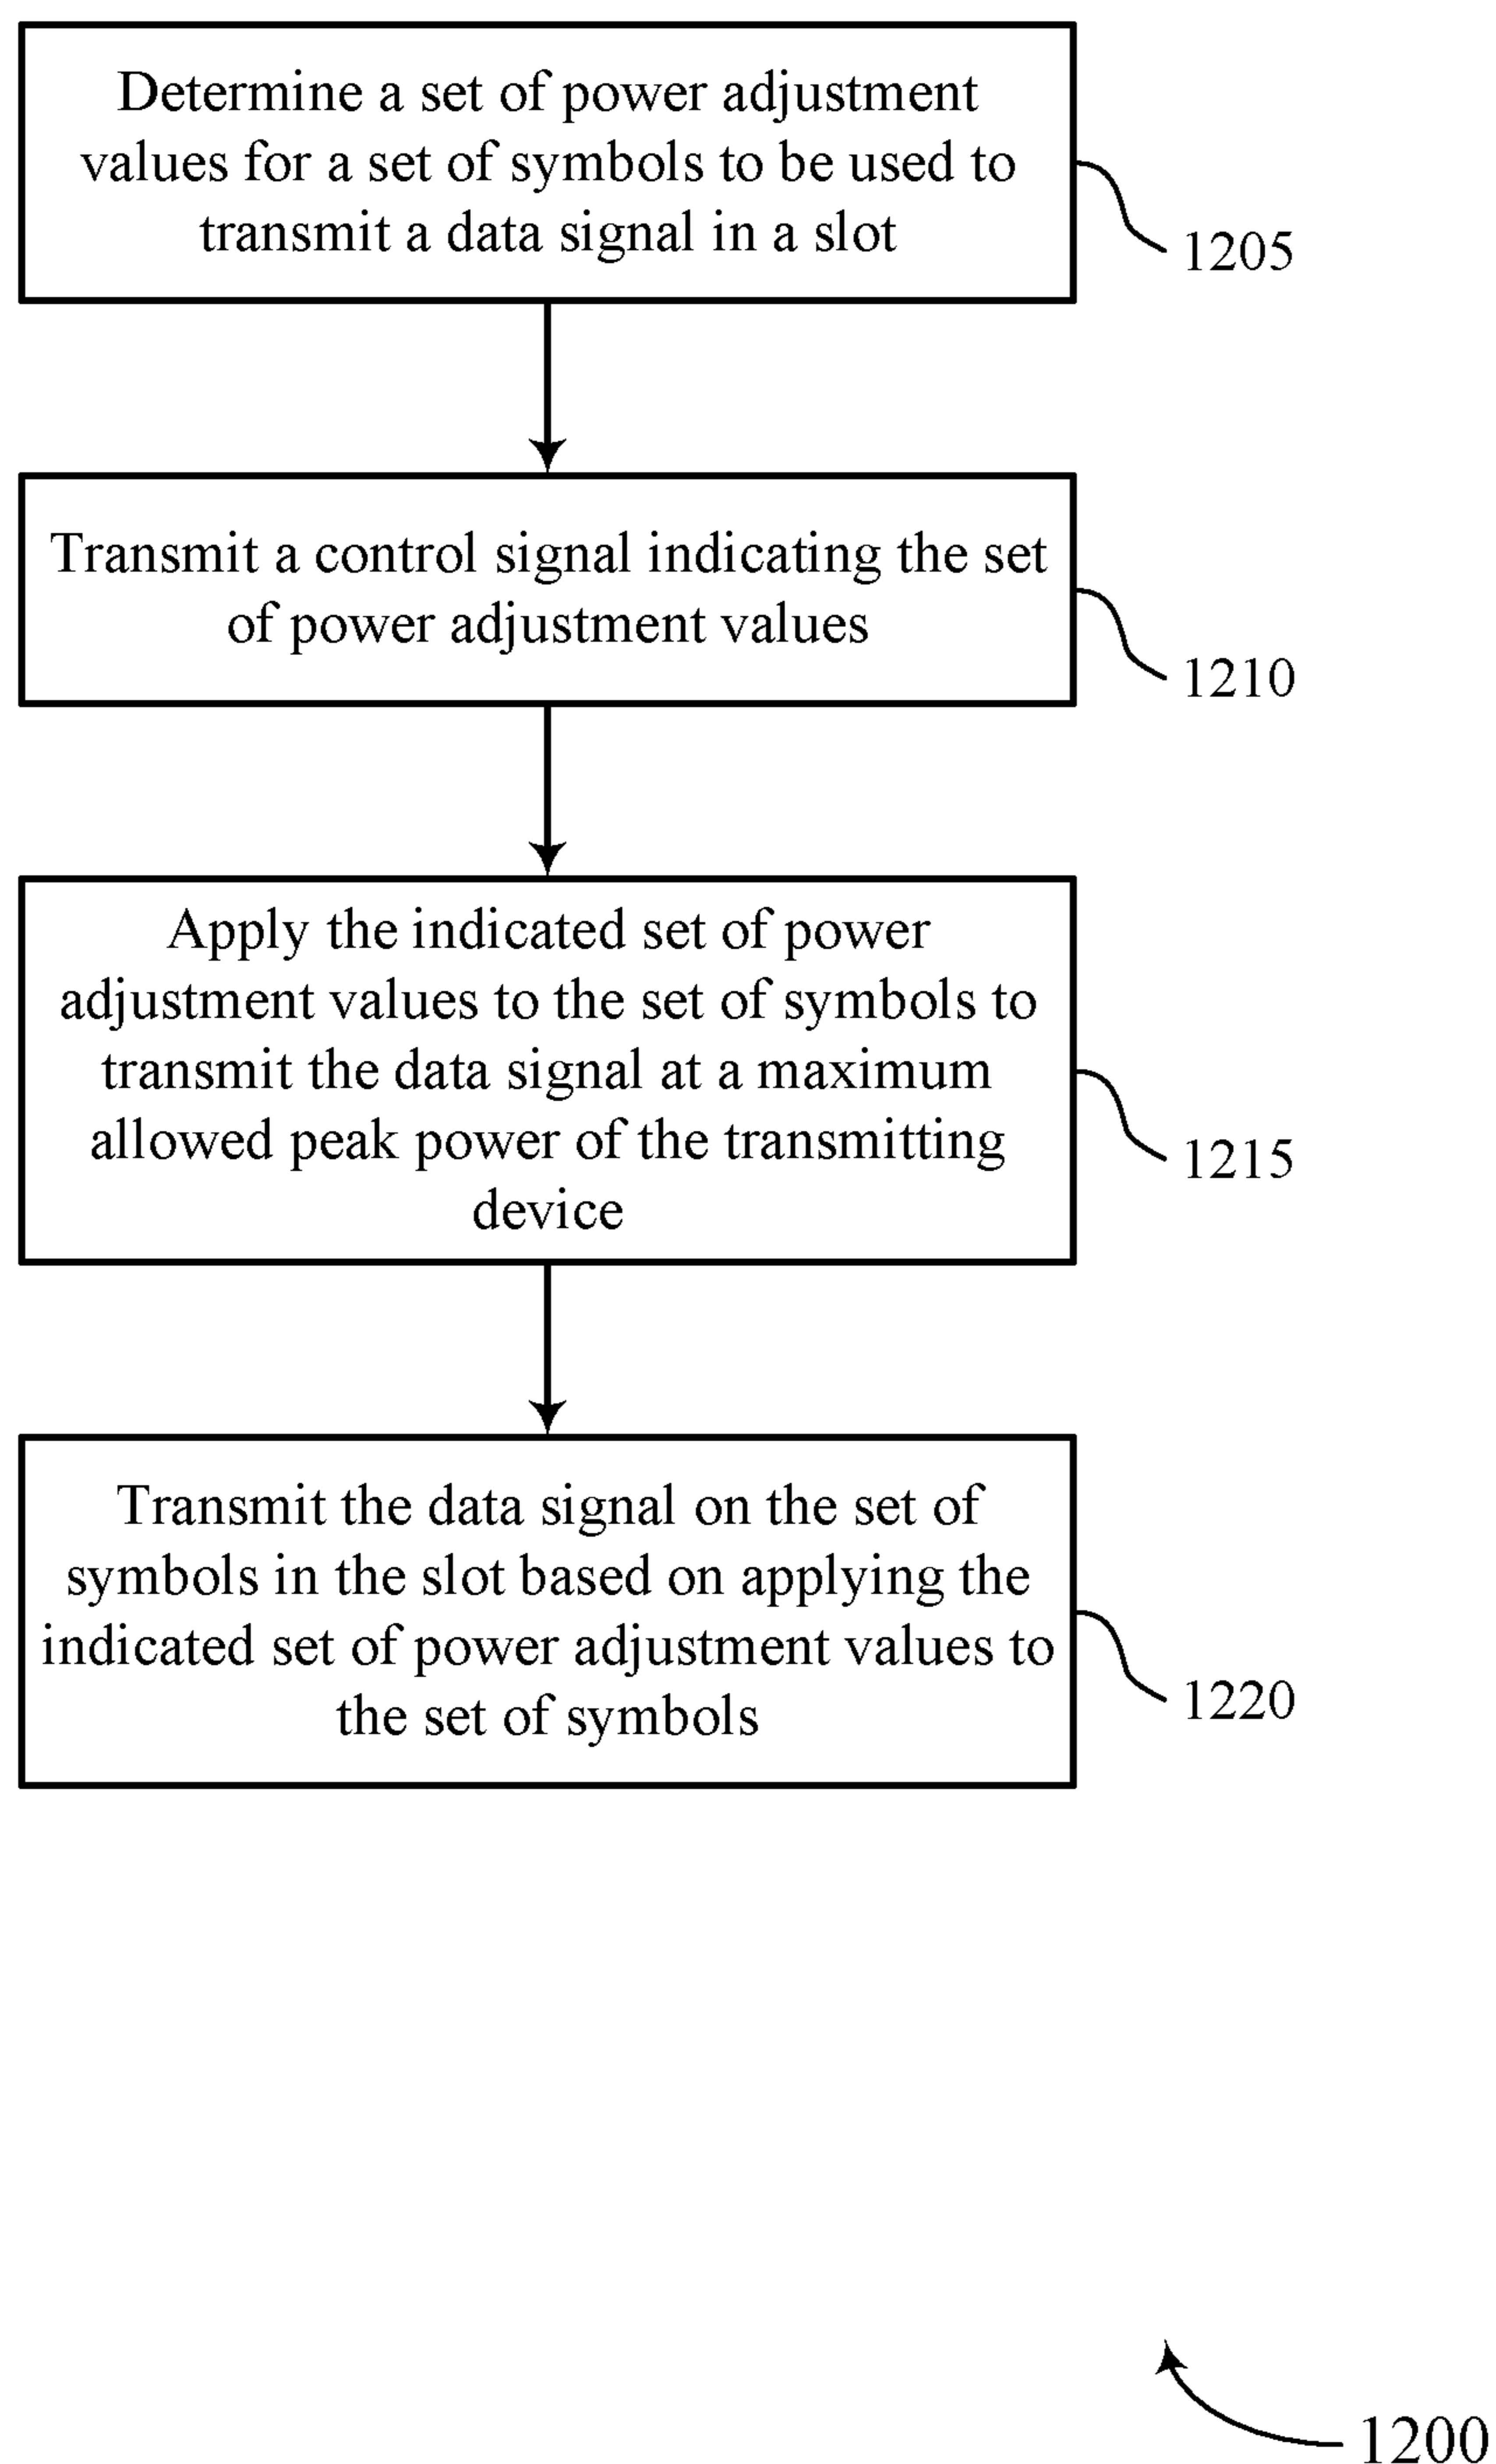 Determine a set of power adjustment
values for a set of symbols to be used to
transmit a data signal in a slot
1205
Transmit a control signal indicating the set
of power adjustment values
1210
Apply the indicated set of power
adjustment values to the set of symbols to
transmit the data signal at a maximum
allowed peak power of the transmitting
device
1215
Transmit the data signal on the set of
symbols in the slot based on applying the
indicated set of power adjustment values to
the set of symbols
1220
1200